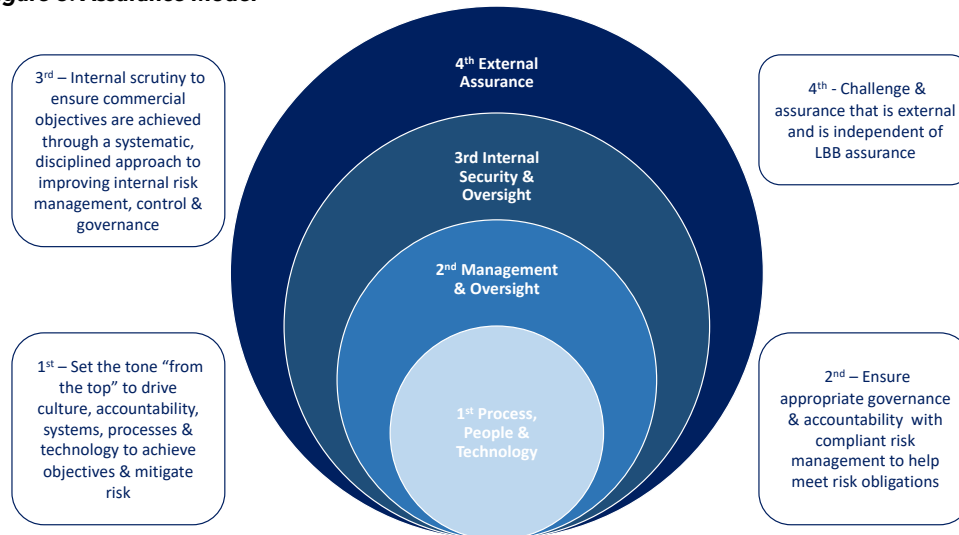 Assurance Model
3rd – Internal scrutiny to
ensure commercial
objectives are achieved
through a systematic,
disciplined approach to
improving internal risk
management, control &
governance
4th External
Assurance
4th - Challenge &
assurance that is external
and is independent of
LBB assurance
3rd Internal
Security &
Oversight
2nd Management
& Oversight
1st – Set the tone “from
the top” to drive
culture, accountability,
systems, processes &
technology to achieve
objectives & mitigate
risk
1st Process,
People &
Technology
2nd – Ensure
appropriate governance
& accountability with
compliant risk
management to help
meet risk obligations